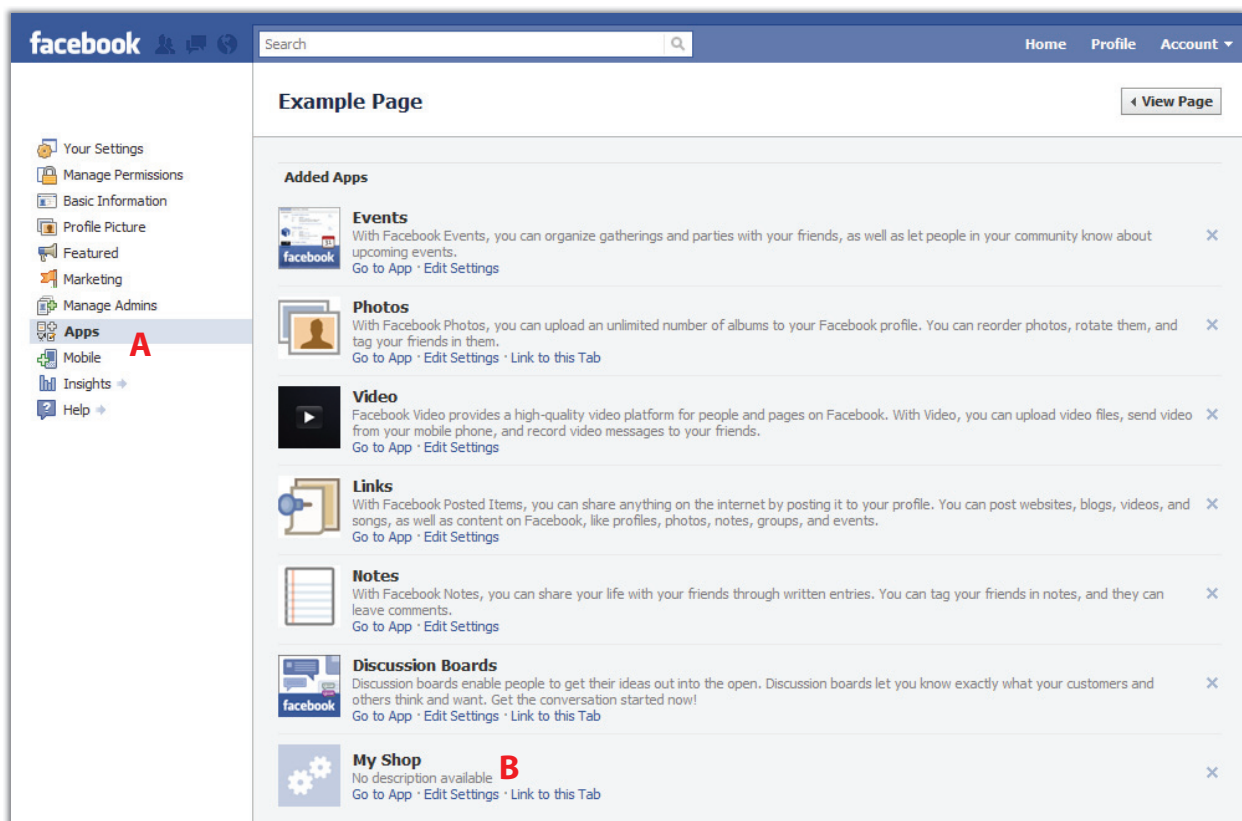 facebook
Search
Home Profile Account
Example Page
View Page
Your Settings
Manage Permissions
Basic Information
Profile Picture
Featured
Marketing
Manage Admins
Apps
A
Mobile
Insights
Help
Added Apps
facebook
Events
With Facebook Events, you can organize gatherings and parties with your friends, as well as let people in your community know about
upcoming events.
Go to App · Edit Settings
Photos
With Facebook Photos, you can upload an unlimited number of albums to your Facebook profile. You can reorder photos, rotate them, and
tag your friends in them.
Go to App · Edit Settings · Link to this Tab
Video
Facebook Video provides a high-quality video platform for people and pages on Facebook. With Video, you can upload video files, send video
from your mobile phone, and record video messages to your friends.
Go to App · Edit Settings
Links
With Facebook Posted Items, you can share anything on the internet by posting it to your profile. You can post websites, blogs, videos, and
songs, as well as content on Facebook, like profiles, photos, notes, groups, and events.
Go to App · Edit Settings
Notes
With Facebook Notes, you can share your life with your friends through written entries. You can tag your friends in notes, and they can
leave comments.
Go to App · Edit Settings
facebook
Discussion Boards
Discussion boards enable people to get their ideas out into the open. Discussion boards let you know exactly what your customers and
others think and want. Get the conversation started now!
Go to App · Edit Settings · Link to this Tab
My Shop
No description available
B
Go to App · Edit Settings · Link to this Tab